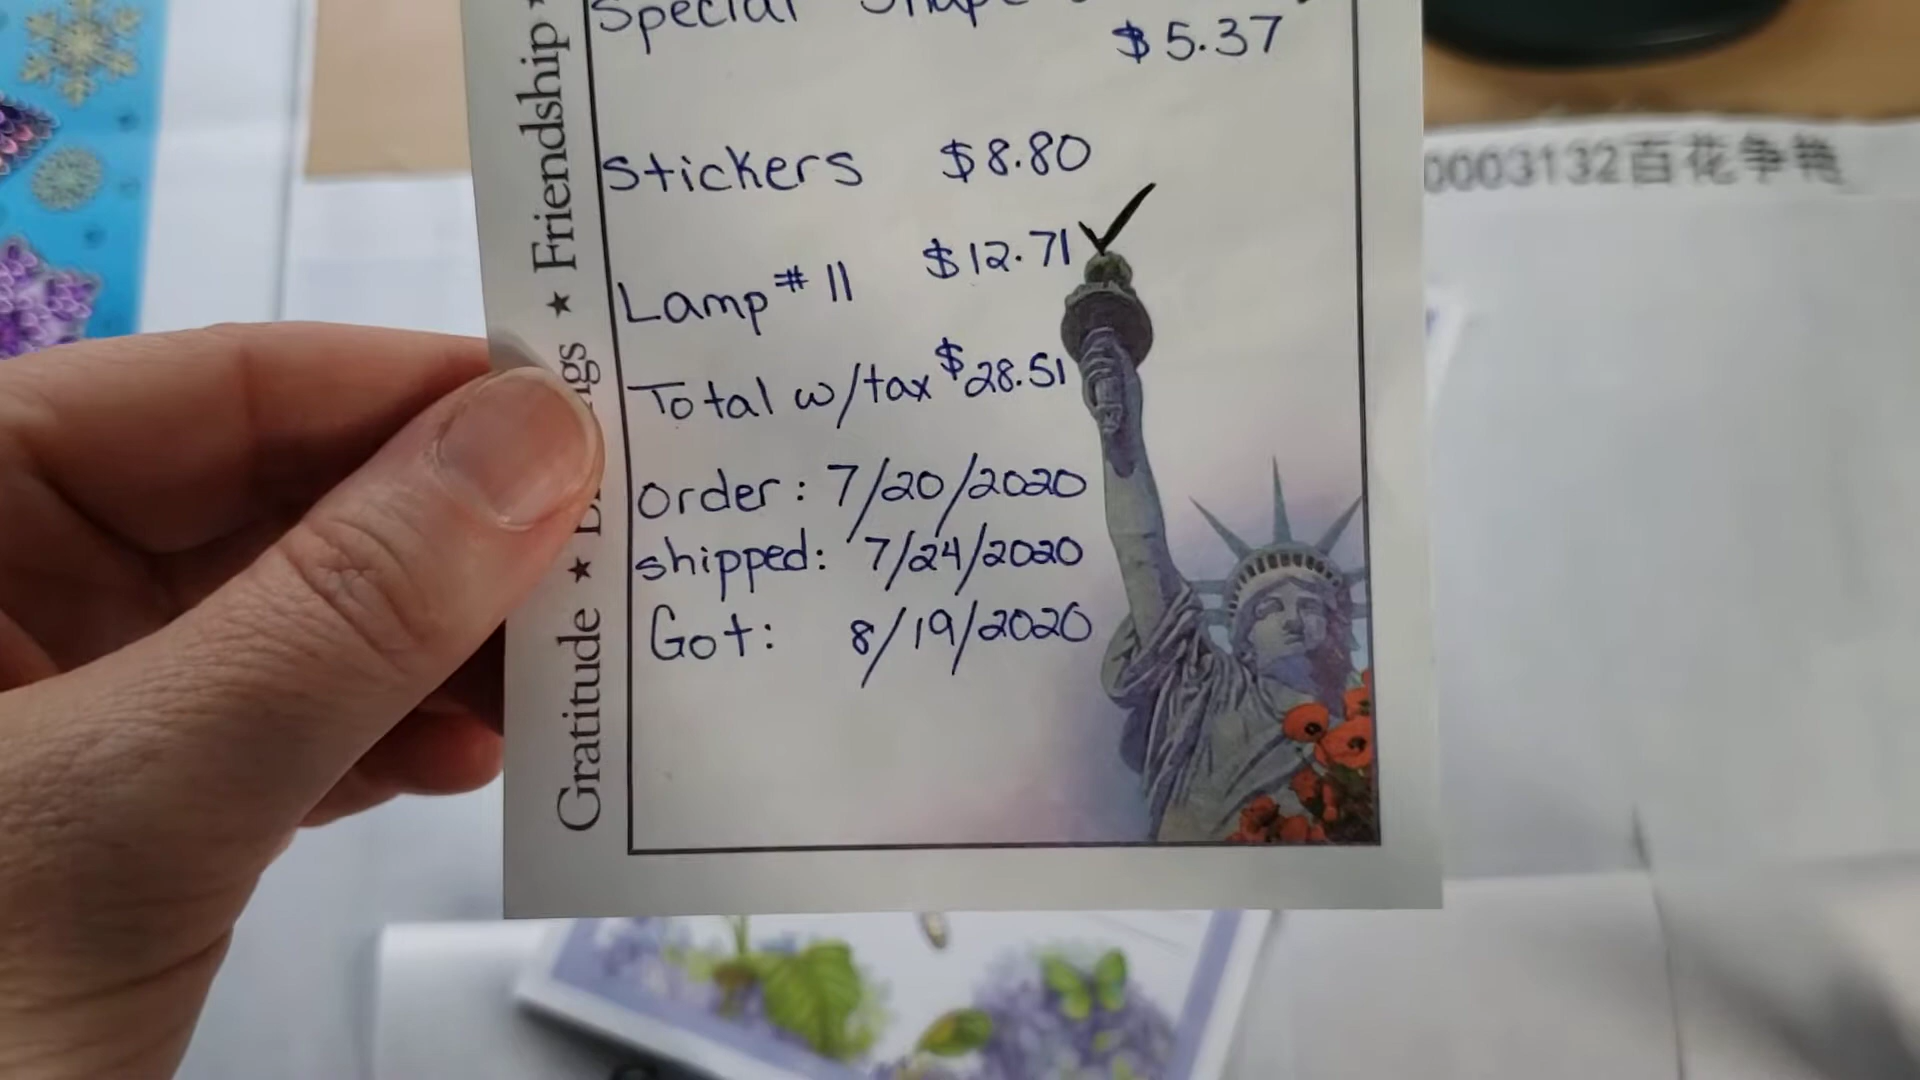 Special Shape
$5.37
Stickers $8.80
Lamp #11 $12.71 ✓
Total w/tax $28.51
Order: 7/20/2020
shipped: 7/24/2020
Got: 8/19/2020
Gratitude ★ ★ Friendship ★
0003132百花争艳